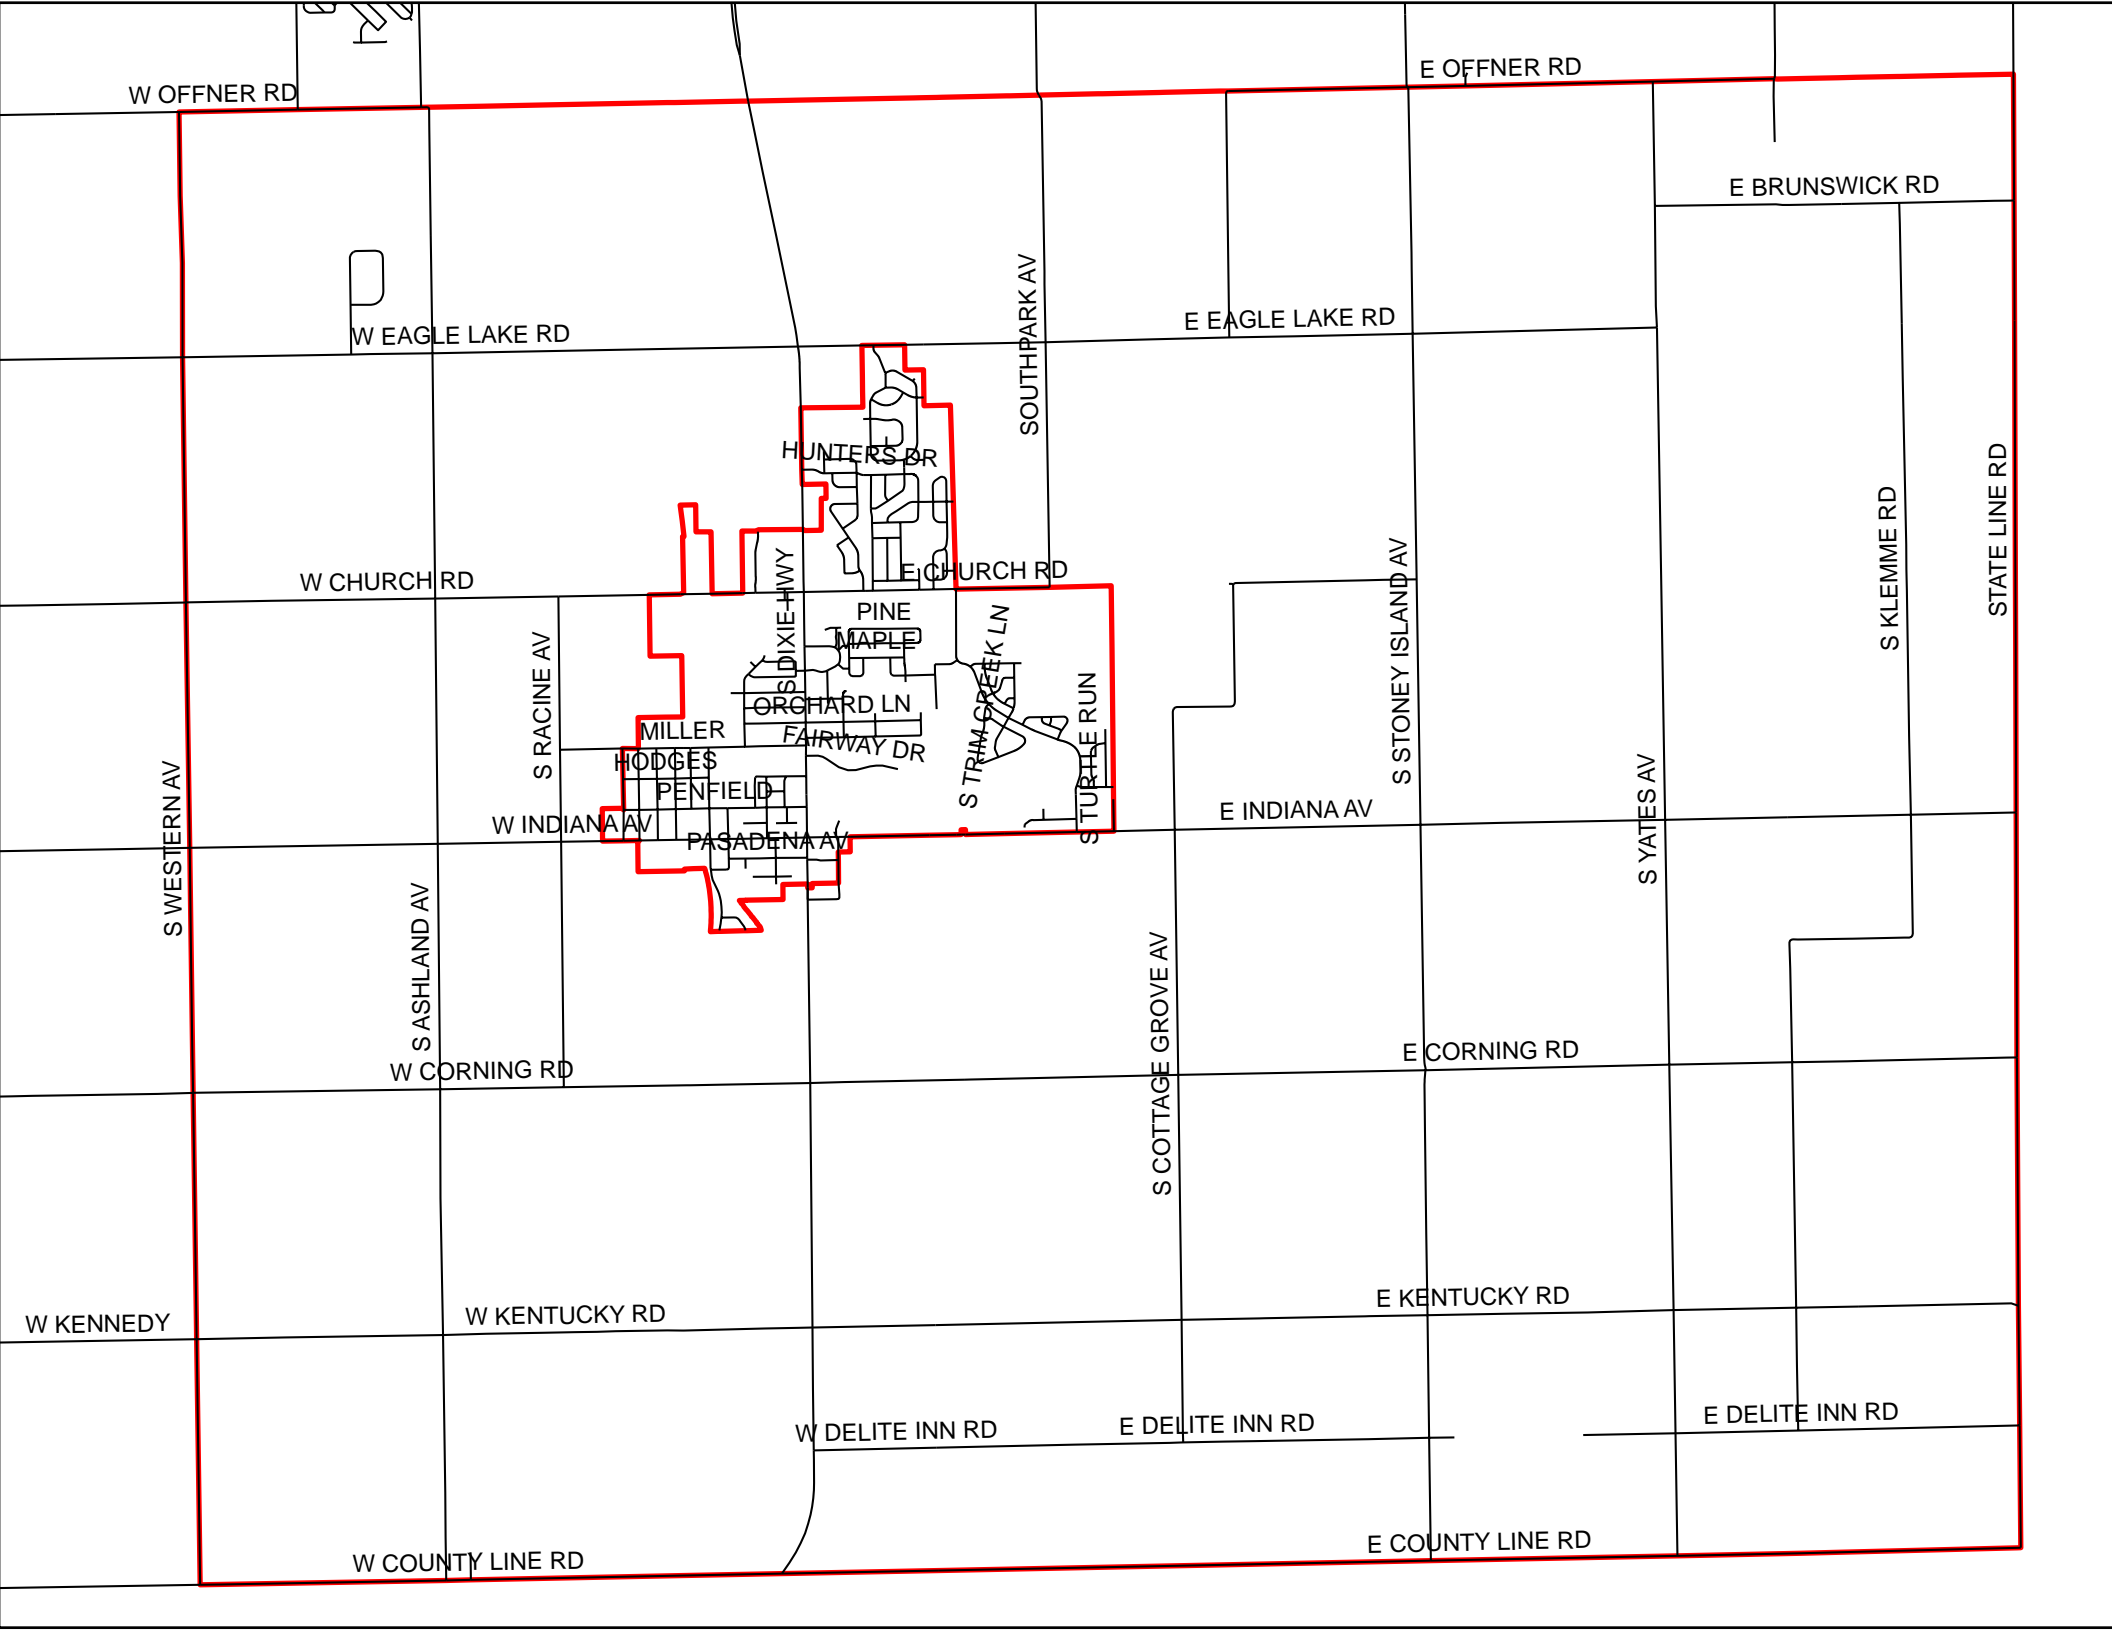 E OFFNER RD
W OFFNER RD
E BRUNSWICK RD
E EAGLE LAKE RD
W EAGLE LAKE RD
SOUTHPARK AV
HUNTERS DR
STATE LINE RD
S KLEMME RD
E CHURCH RD
W CHURCH RD
S DIXIE HWY
S STONEY ISLAND AV
PINE
MAPLE
S TRIM CREEK LN
S RACINE AV
ORCHARD LN
S TURTLE RUN
MILLER
FAIRWAY DR
HODGES
PENFIELD
S WESTERN AV
S YATES AV
E INDIANA AV
W INDIANA AV
PASADENA AV
S ASHLAND AV
S COTTAGE GROVE AV
E CORNING RD
W CORNING RD
E KENTUCKY RD
W KENTUCKY RD
W KENNEDY
E DELITE INN RD
E DELITE INN RD
W DELITE INN RD
E COUNTY LINE RD
W COUNTY LINE RD